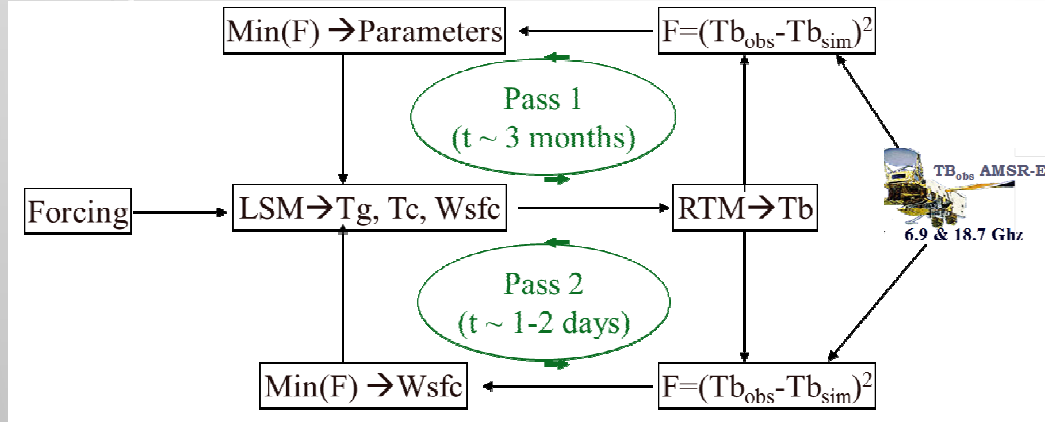 Min(F) →Parameters
F=(Tbobs-Tbsim)2
Pass 1
(t ~ 3 months)
TBobs AMSR-E
Forcing
LSM→Tg, Tc, Wsfc
RTM→Tb
6.9 & 18.7 Ghz
Pass 2
(t ~ 1-2 days)
Min(F) →Wsfc
F=(Tbobs-Tbsim)2